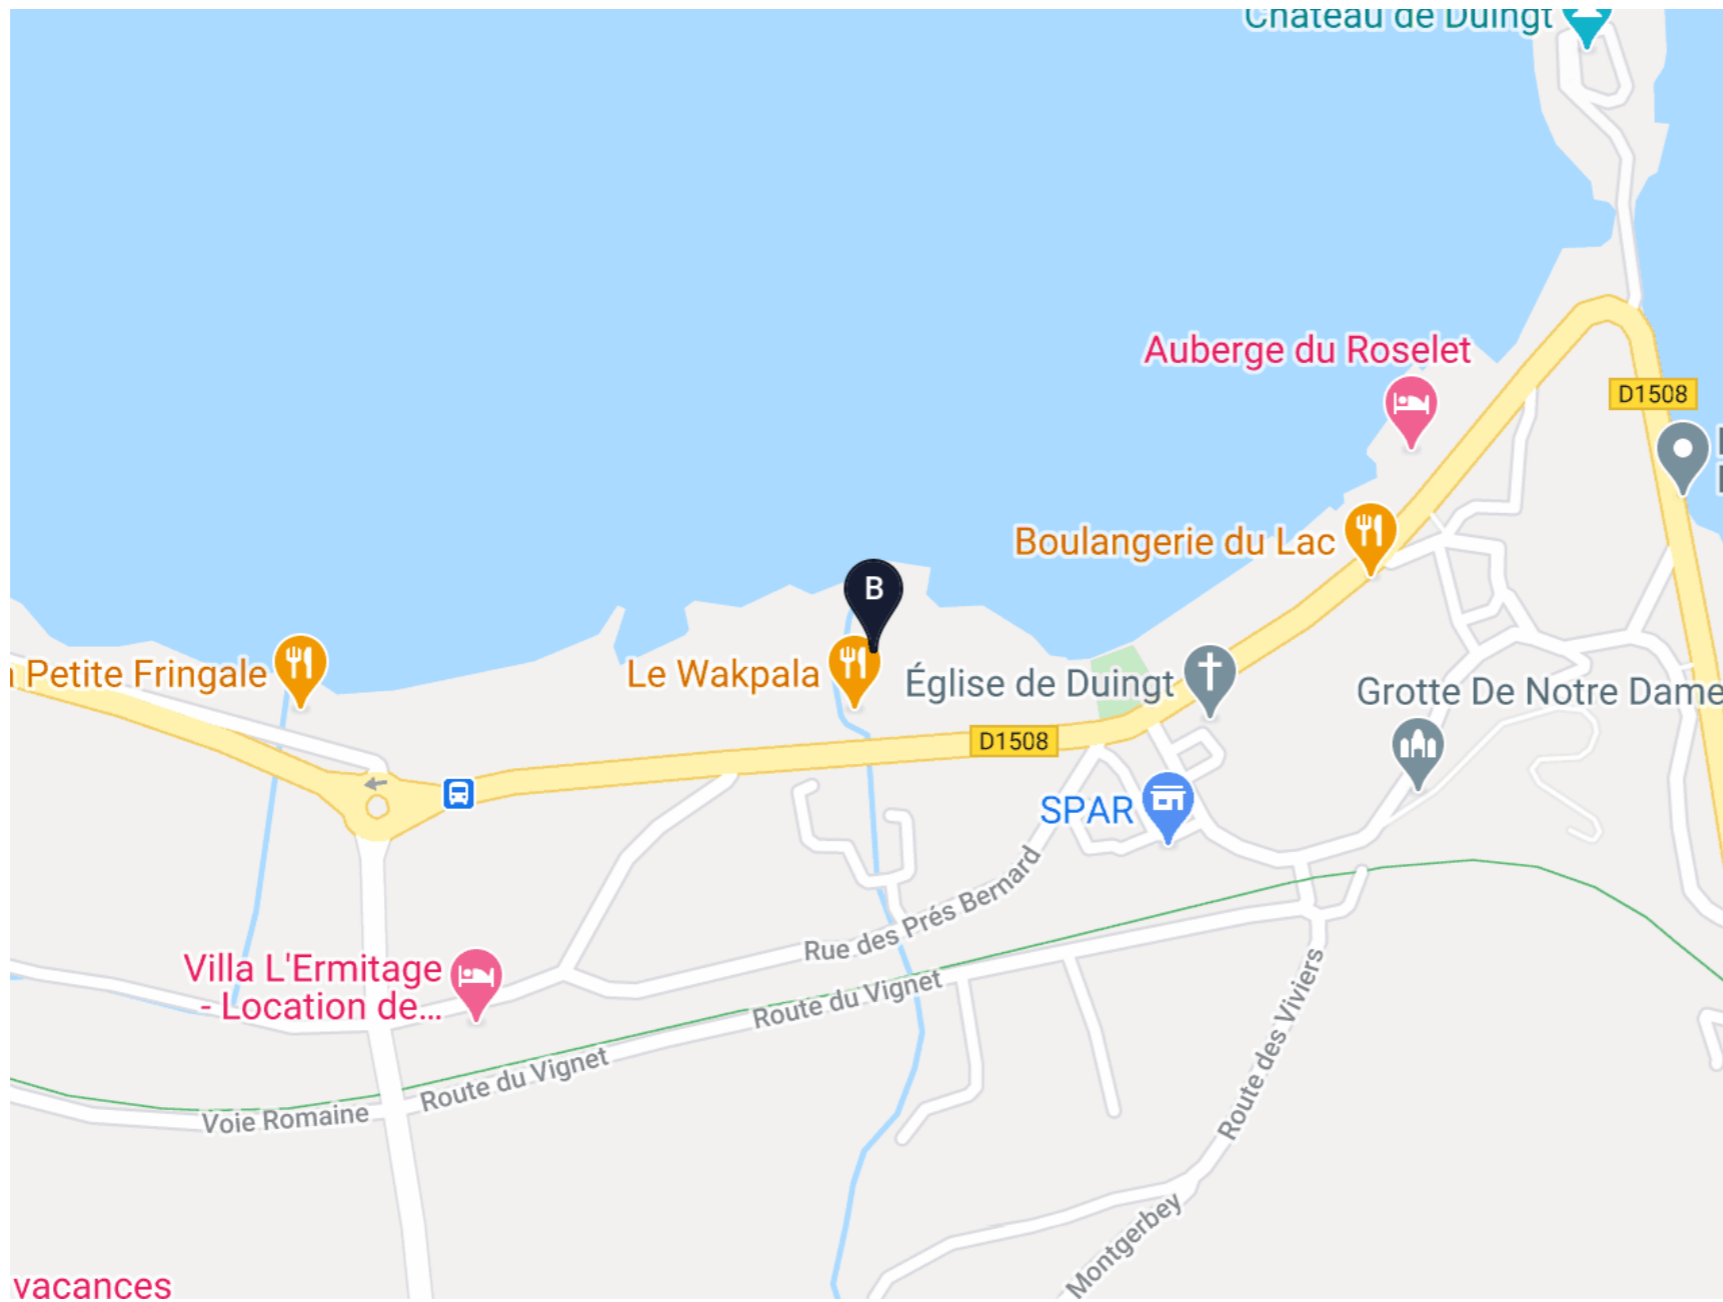 Château de Duingt
Auberge du Roselet
D1508
Boulangerie du Lac
B
Petite Fringale
Le Wakpala
Église de Duingt
Grotte De Notre Dame
D1508
SPAR
Rue des Prés Bernard
Villa L'Ermitage
- Location de...
Route du Vignet
Route du Vignet
Voie Romaine
Route des Viviers
Montgerbey
vacances